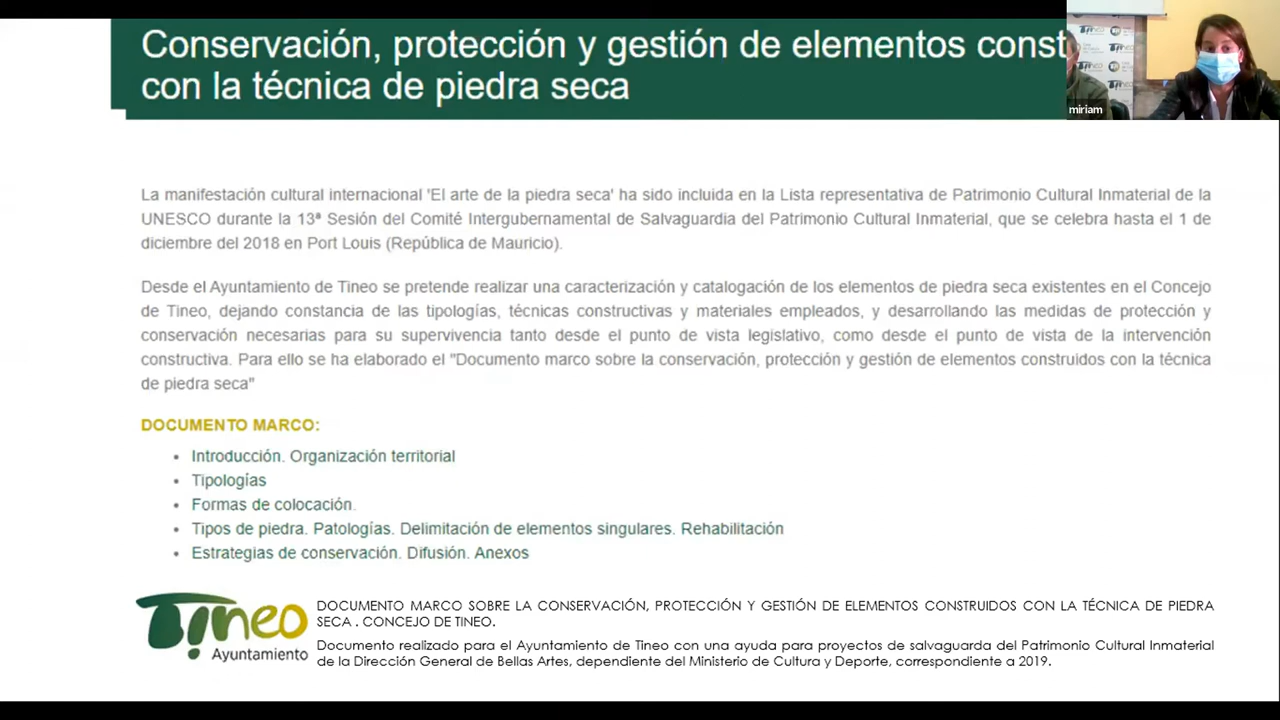 Conservación, protección y gestión de elementos const
con la técnica de piedra seca
miriam
La manifestación cultural internacional 'El arte de la piedra seca' ha sido incluida en la Lista representativa de Patrimonio Cultural Inmaterial de la
UNESCO durante la 13ª Sesión del Comité Intergubernamental de Salvaguardia del Patrimonio Cultural Inmaterial, que se celebra hasta el 1 de
diciembre del 2018 en Port Louis (República de Mauricio).
Desde el Ayuntamiento de Tineo se pretende realizar una caracterización y catalogación de los elementos de piedra seca existentes en el Concejo
de Tineo, dejando constancia de las tipologías, técnicas constructivas y materiales empleados, y desarrollando las medidas de protección y
conservación necesarias para su supervivencia tanto desde el punto de vista legislativo, como desde el punto de vista de la intervención
constructiva. Para ello se ha elaborado el "Documento marco sobre la conservación, protección y gestión de elementos construidos con la técnica
de piedra seca"
DOCUMENTO MARCO:
• Introducción. Organización territorial
• Tipologías
• Formas de colocación.
• Tipos de piedra. Patologías. Delimitación de elementos singulares. Rehabilitación
• Estrategias de conservación. Difusión. Anexos
Tineo
Ayuntamiento
DOCUMENTO MARCO SOBRE LA CONSERVACIÓN, PROTECCIÓN Y GESTIÓN DE ELEMENTOS CONSTRUIDOS CON LA TÉCNICA DE PIEDRA
SECA . CONCEJO DE TINEO.
Documento realizado para el Ayuntamiento de Tineo con una ayuda para proyectos de salvaguarda del Patrimonio Cultural Inmaterial
de la Dirección General de Bellas Artes, dependiente del Ministerio de Cultura y Deporte, correspondiente a 2019.